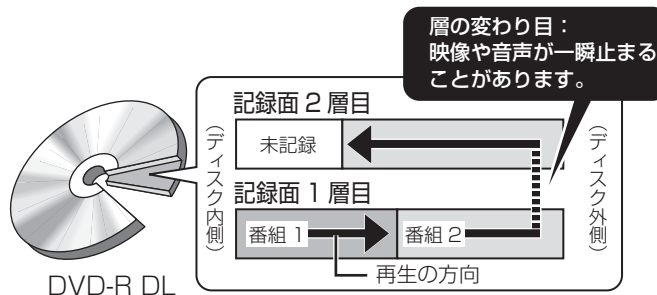 層の変わり目：
映像や音声が一瞬止まる
ことがあります。
記録面 2 層目
(ディスク内側)
未記録
(ディスク外側)
記録面 1 層目
番組 1
番組 2
再生の方向
DVD-R DL